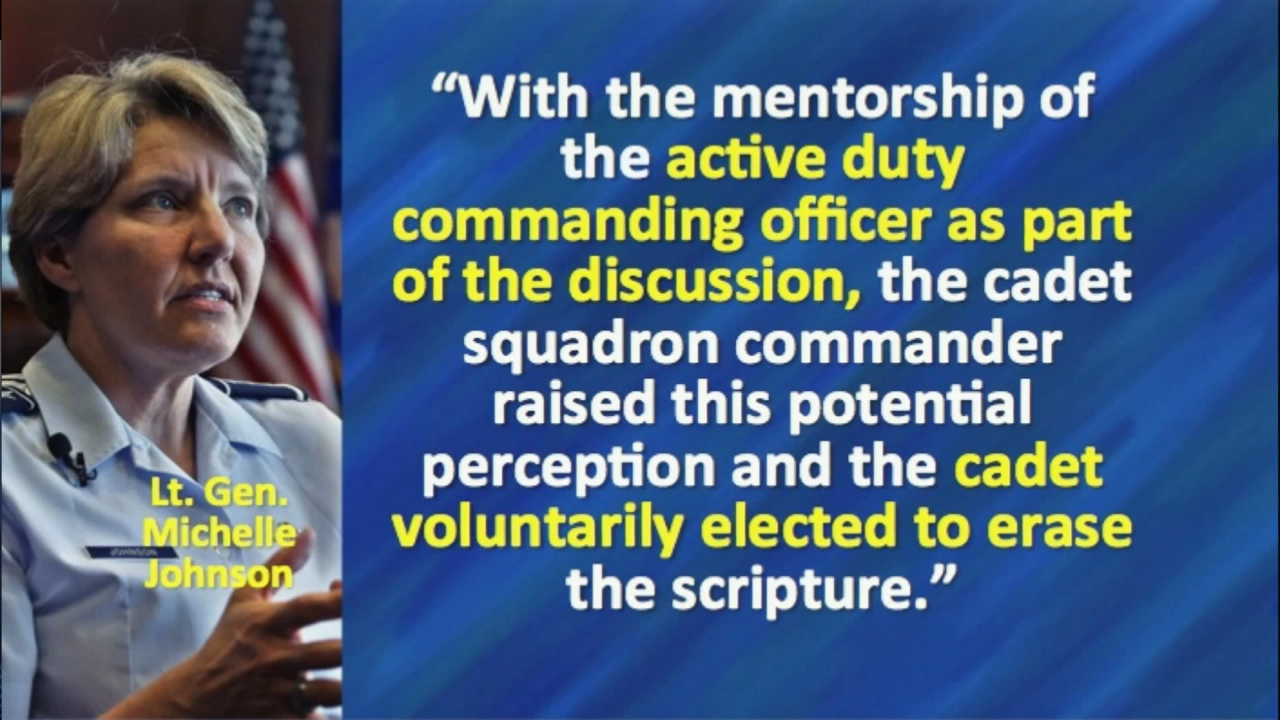 “With the mentorship of
the active duty
commanding officer as part
of the discussion, the cadet
squadron commander
raised this potential
perception and the cadet
voluntarily elected to erase
the scripture.”
Lt. Gen.
Michelle
Johnson
JOHNSON